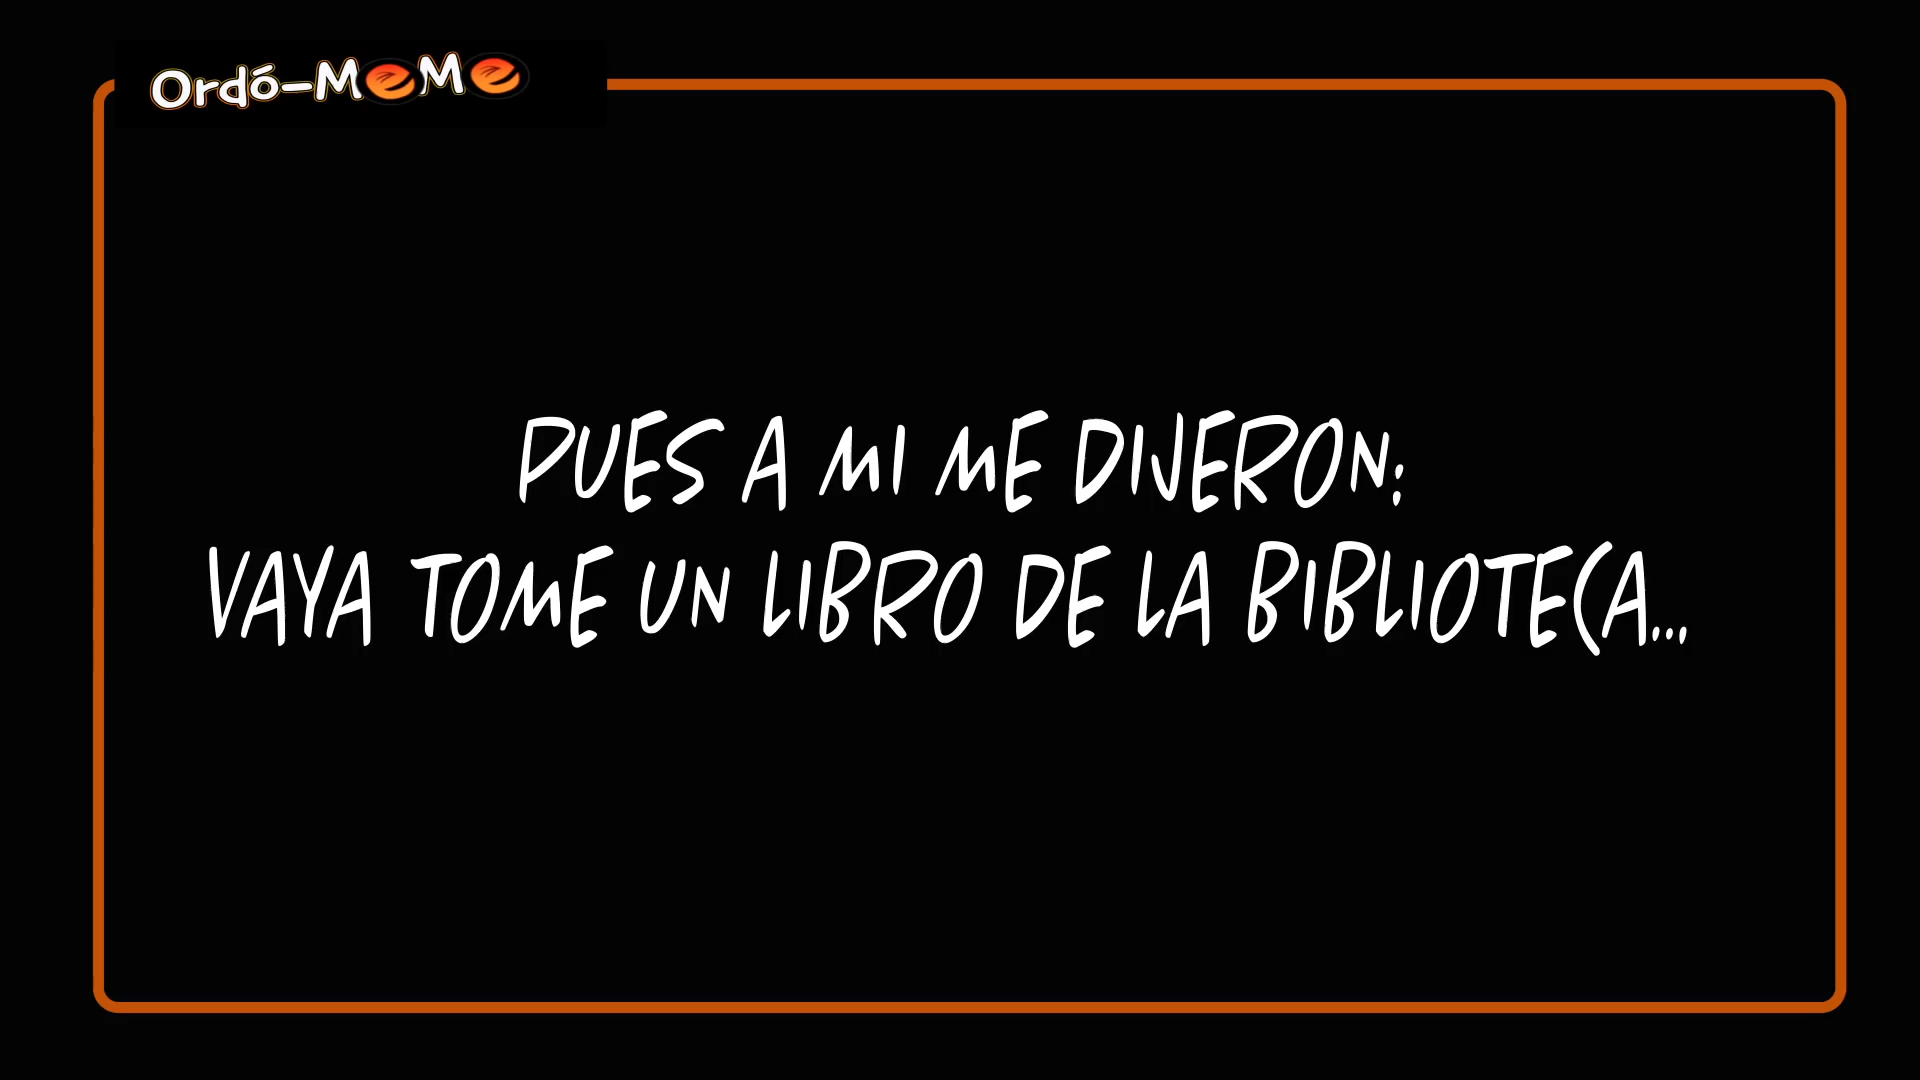 Ordó-MeMe
PUES A MI ME DIJERON:
VAYA TOME UN LIBRO DE LA BIBLIOTECA...